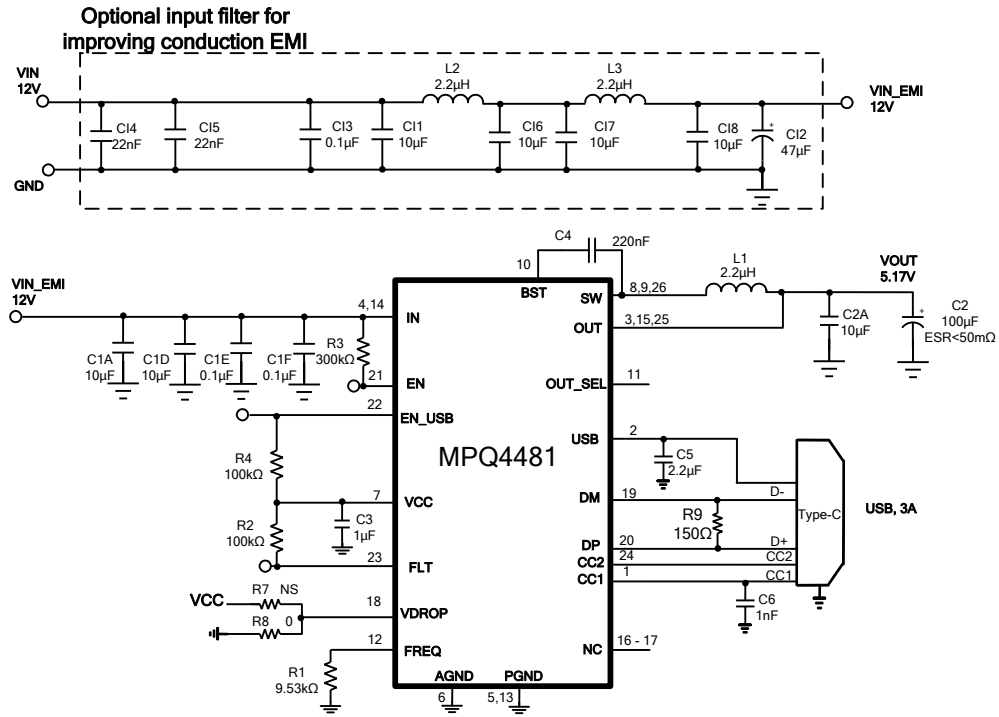 Optional input filter for
improving conduction EMI
VIN
12V
L2
2.2μH
L3
2.2μH
VIN_EMI
12V
CI4
22nF
CI5
22nF
CI3
0.1μF
CI1
10μF
CI6
10μF
CI7
10μF
CI8
10μF
+
CI2
47μF
GND
C4
220nF
10
BST
VIN_EMI
12V
4,14
IN
SW
8,9,26
L1
2.2μH
VOUT
5.17V
OUT
3,15,25
C1A
10μF
C1D
10μF
C1E
0.1μF
C1F
0.1μF
R3
300kΩ
C2A
10μF
+
C2
100μF
ESR<50mΩ
21
EN
OUT_SEL
11
22
EN_USB
USB
2
R4
100kΩ
MPQ4481
C5
2.2μF
7
VCC
DM
19
D-
C3
1μF
R2
100kΩ
R9
150Ω
Type-C
USB, 3A
DP
20
D+
23
FLT
CC2
24
CC2
CC1
1
CC1
VCC
R7
NS
18
VDROP
R8
0
C6
1nF
12
FREQ
NC
16 - 17
R1
9.53kΩ
AGND
PGND
6
5,13